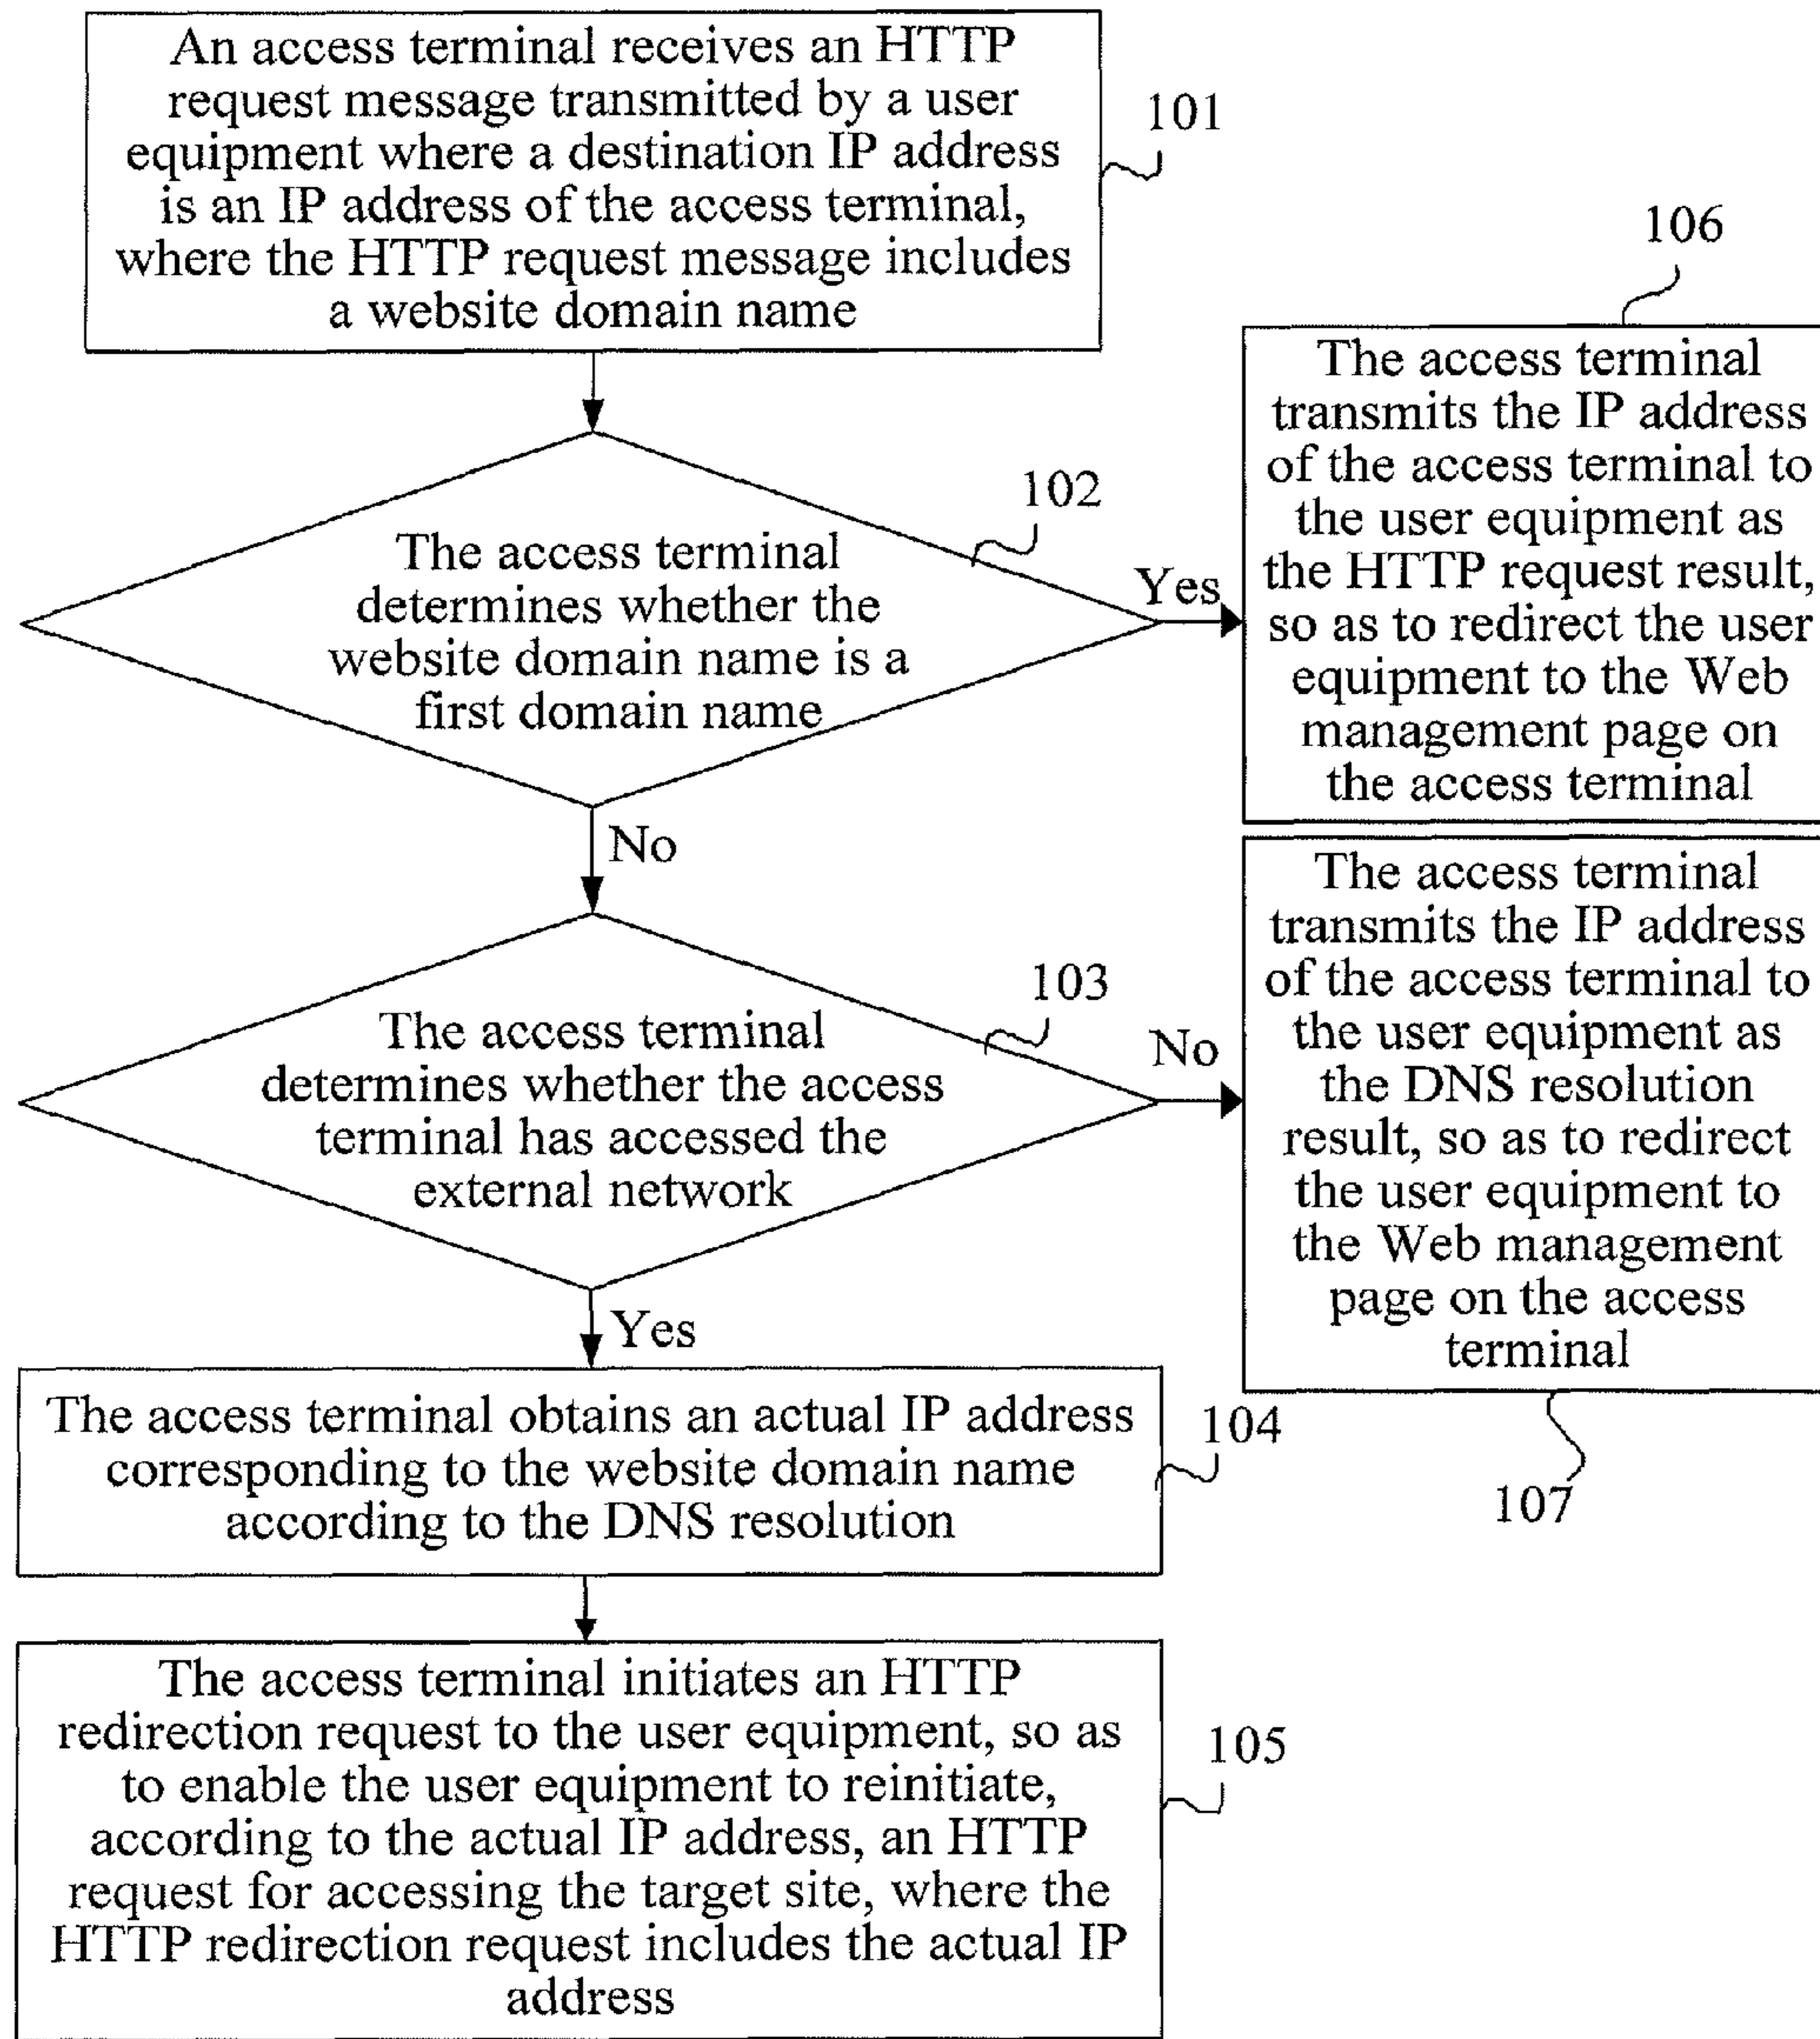 An access terminal receives an HTTP
request message transmitted by a user
equipment where a destination IP address
is an IP address of the access terminal,
where the HTTP request message includes
a website domain name
101
102
The access terminal
determines whether the
website domain name is a
first domain name
Yes
106
The access terminal
transmits the IP address
of the access terminal to
the user equipment as
the HTTP request result,
so as to redirect the user
equipment to the Web
management page on
the access terminal
No
103
The access terminal
determines whether the access
terminal has accessed the
external network
No
The access terminal
transmits the IP address
of the access terminal to
the user equipment as
the DNS resolution
result, so as to redirect
the user equipment to
the Web management
page on the access
terminal
107
Yes
The access terminal obtains an actual IP address
corresponding to the website domain name
according to the DNS resolution
104
The access terminal initiates an HTTP
redirection request to the user equipment, so as
to enable the user equipment to reinitiate,
according to the actual IP address, an HTTP
request for accessing the target site, where the
HTTP redirection request includes the actual IP
address
105